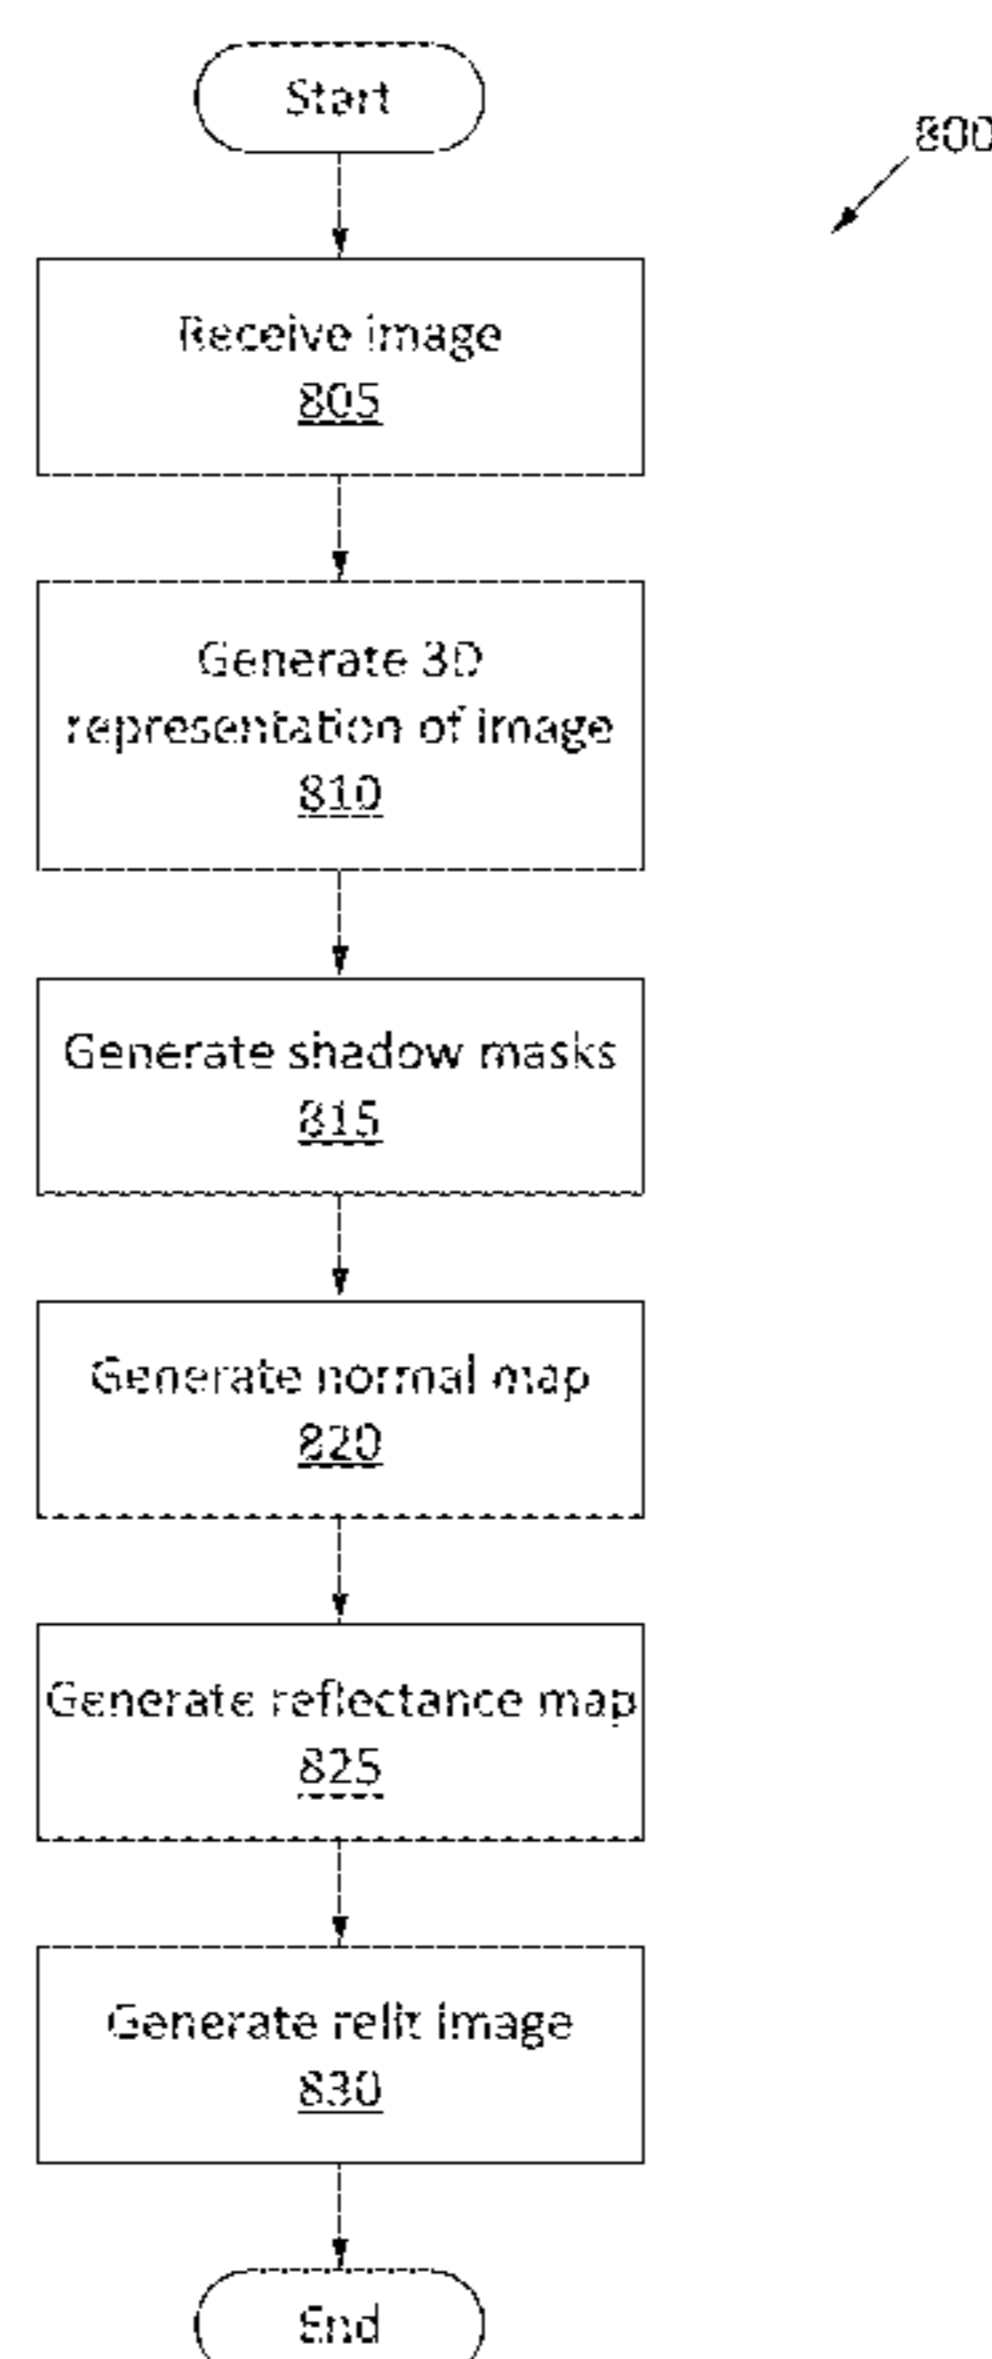 Start
800
Receive image
805
Generate 3D
representation of image
810
Generate shadow masks
815
Generate normal map
820
Generate reflectance map
825
Generate relit image
830
End